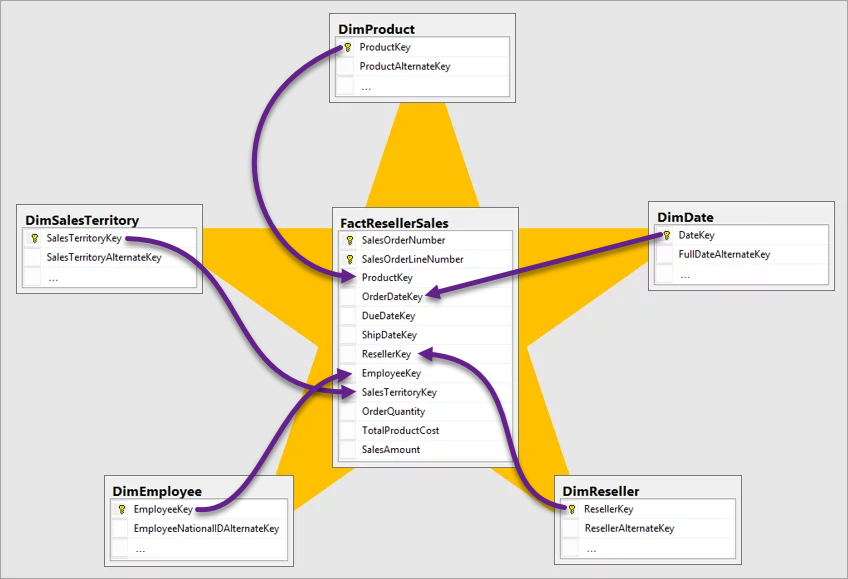 DimProduct
ProductKey
ProductAlternateKey
...
DimSalesTerritory
SalesTerritoryKey
SalesTerritoryAlternateKey
...
FactResellerSales
SalesOrderNumber
SalesOrderLineNumber
ProductKey
OrderDateKey
DueDateKey
ShipDateKey
ResellerKey
EmployeeKey
SalesTerritoryKey
OrderQuantity
TotalProductCost
SalesAmount
DimDate
DateKey
FullDateAlternateKey
...
DimEmployee
EmployeeKey
EmployeeNationalIDAlternateKey
...
DimReseller
ResellerKey
ResellerAlternateKey
...